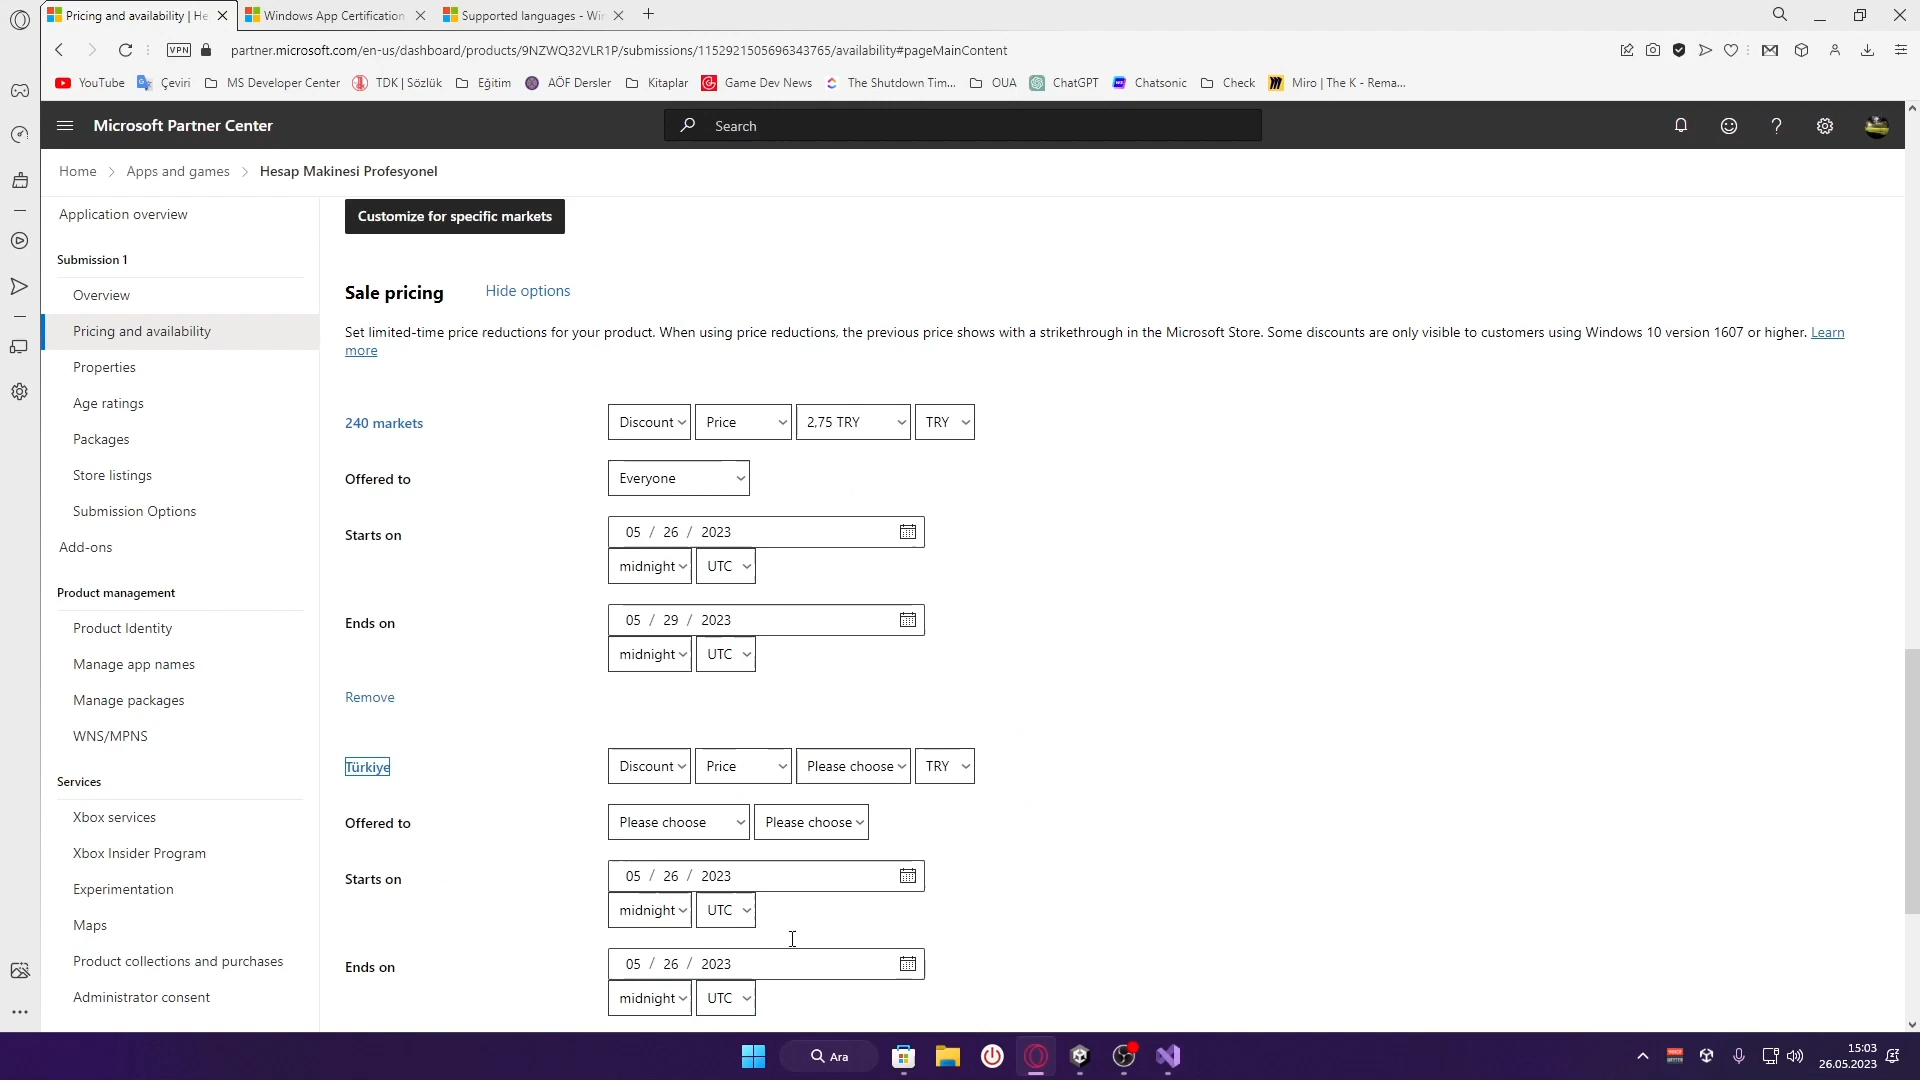 Pricing and availability | He
Windows App Certification
Supported languages - Wir
VPN
partner.microsoft.com/en-us/dashboard/products/9NZWQ32VLR1P/submissions/1152921505696343765/availability#pageMainContent
YouTube
Çeviri
MS Developer Center
TDK | Sözlük
Eğitim
AÖF Dersler
Kitaplar
Game Dev News
The Shutdown Tim...
OUA
ChatGPT
Chatsonic
Check
Miro | The K - Rema...
Microsoft Partner Center
Search
Home
Apps and games
Hesap Makinesi Profesyonel
Application overview
Submission 1
Overview
Pricing and availability
Properties
Age ratings
Packages
Store listings
Submission Options
Add-ons
Product management
Product Identity
Manage app names
Manage packages
WNS/MPNS
Services
Xbox services
Xbox Insider Program
Experimentation
Maps
Product collections and purchases
Administrator consent
Customize for specific markets
Sale pricing
Hide options
Set limited-time price reductions for your product. When using price reductions, the previous price shows with a strikethrough in the Microsoft Store. Some discounts are only visible to customers using Windows 10 version 1607 or higher. Learn
more
240 markets
Discount
Price
2,75 TRY
TRY
Offered to
Everyone
Starts on
05 / 26 / 2023
midnight
UTC
Ends on
05 / 29 / 2023
midnight
UTC
Remove
Türkiye
Discount
Price
Please choose
TRY
Offered to
Please choose
Please choose
Starts on
05 / 26 / 2023
midnight
UTC
Ends on
05 / 26 / 2023
midnight
UTC
Ara
15:03
26.05.2023